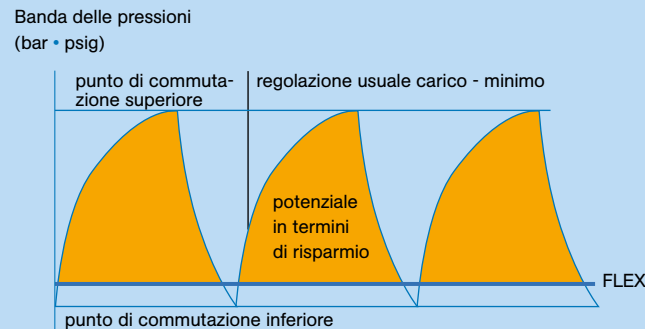 Banda delle pressioni
(bar • psig)
punto di commuta-
zione superiore
regolazione usuale carico - minimo
potenziale
in termini
di risparmio
FLEX
punto di commutazione inferiore